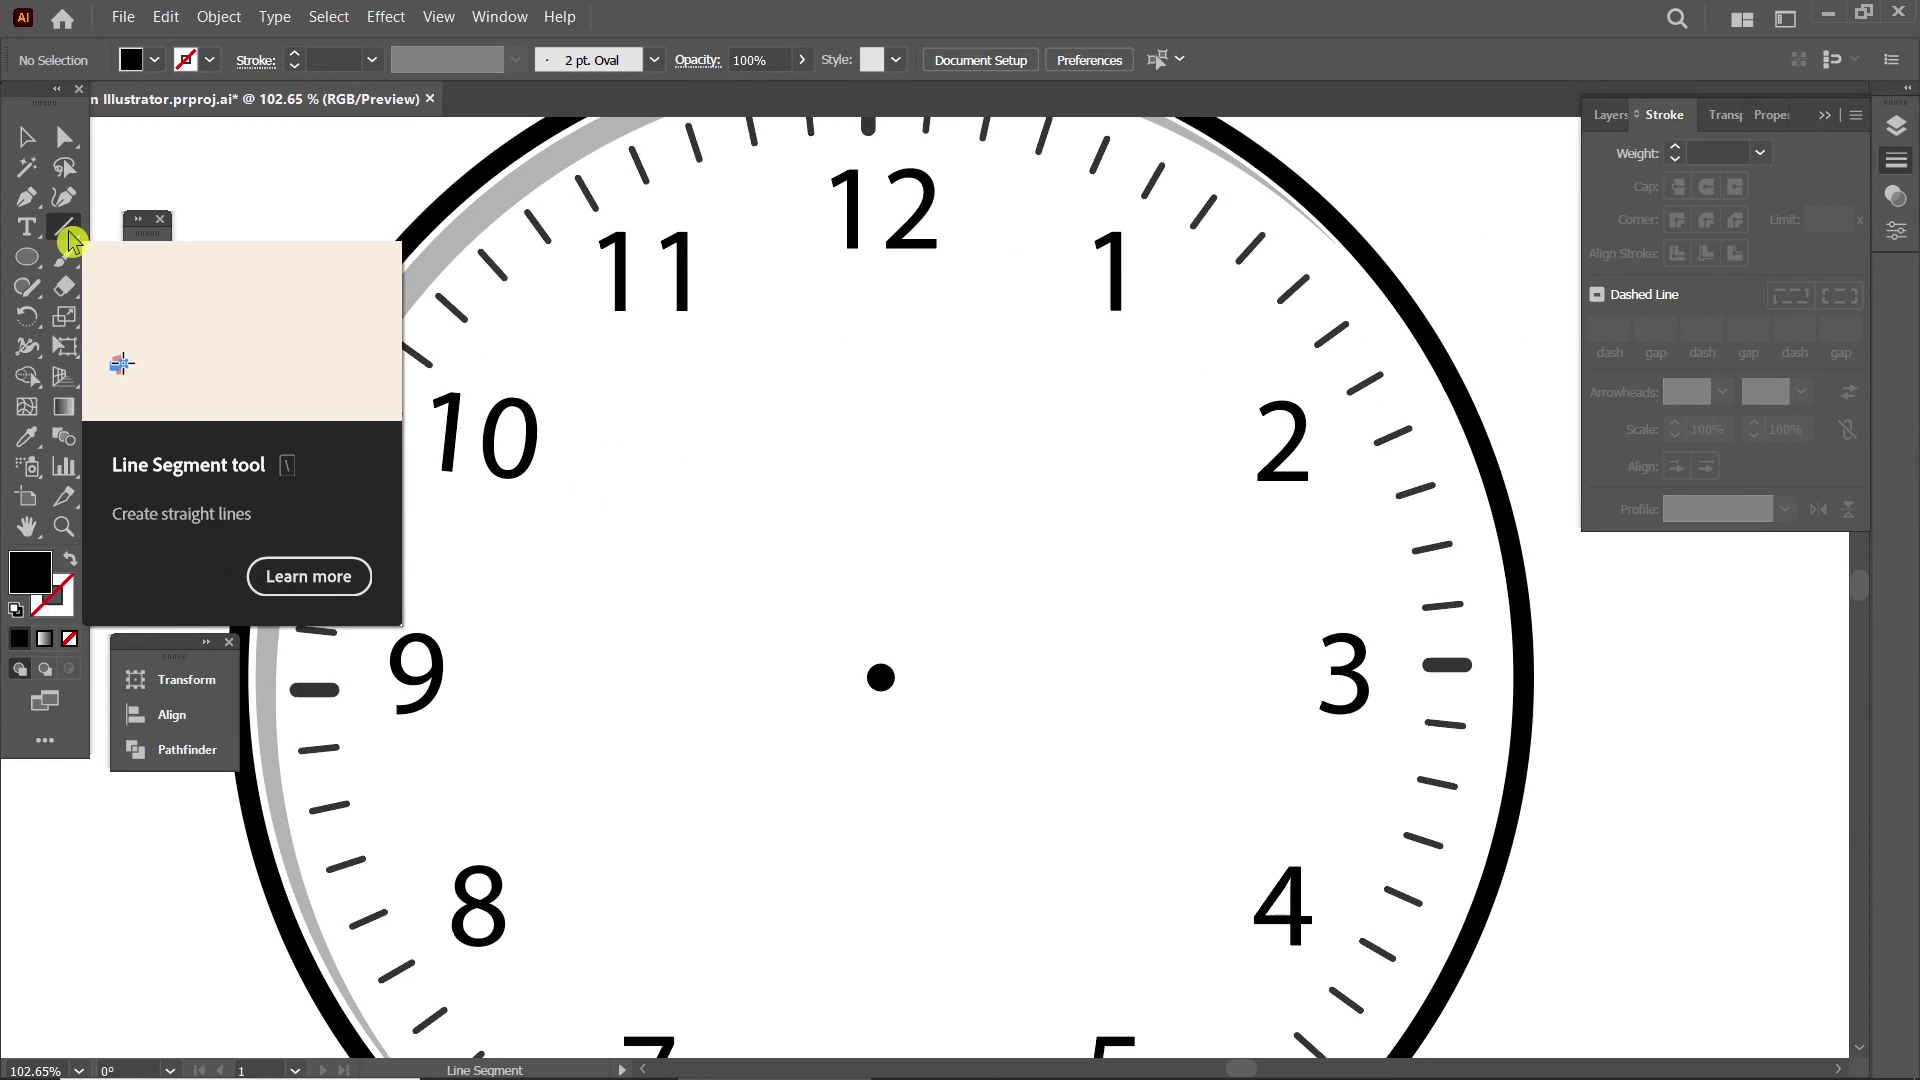 Ai
File Edit Object Type Select Effect View Window Help
No Selection
Stroke:
2 pt. Oval
Opacity: 100%
Style:
Document Setup
Preferences
n Illustrator.prproj.ai* @ 102.65 % (RGB/Preview)
Layers
Stroke
Transp
Proper
Weight:
Cap:
Corner:
Limit:
x
Align Stroke:
Dashed Line
dash gap dash gap dash gap
Arrowheads:
Scale: 100% 100%
Align:
Profile:
Line Segment tool \
Create straight lines
Learn more
Transform
Align
Pathfinder
12
11 1
10 2
9 3
8 4
7 5
102.65% 0° 1 Line Segment